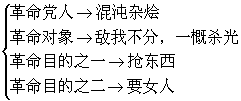 革命党人→混沌杂烩
革命对象→敌我不分，一概杀光
革命目的之一→抢东西
革命目的之二→要女人